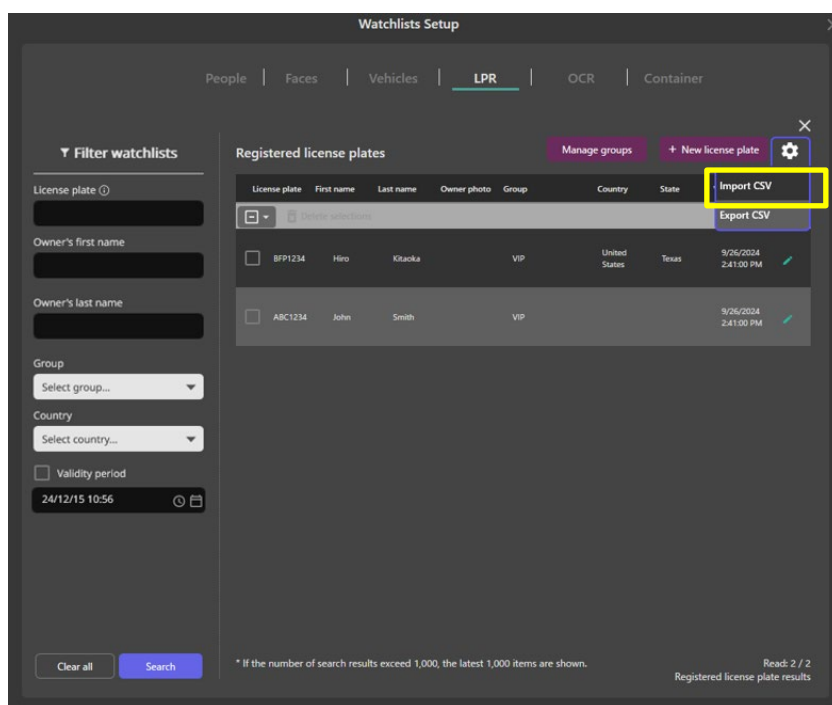 Watchlists Setup
People | Faces | Vehicles | LPR | OCR | Container
Filter watchlists
License plate
Owner's first name
Owner's last name
Group
Select group...
Country
Select country...
Validity period
24/12/15 10:56
Clear all Search
Registered license plates Manage groups + New license plate
Import CSV
Export CSV
License plate First name Last name Owner photo Group Country State
Delete selections
BFP1234 Hiro Kitaoka VIP United States Texas 9/26/2024 2:41:00 PM
ABC1234 John Smith VIP 9/26/2024 2:41:00 PM
* If the number of search results exceed 1,000, the latest 1,000 items are shown.
Read: 2 / 2
Registered license plate results